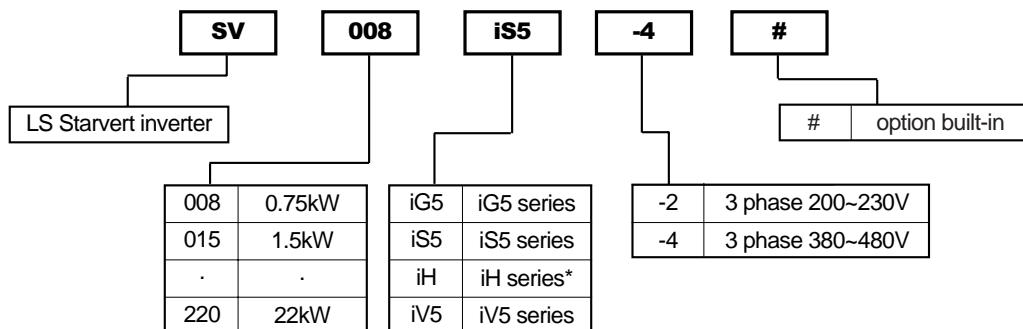 SV 008 iS5 -4 #
LS Starvert inverter
# option built-in
008 0.75kW
015 1.5kW
· ·
220 22kW
iG5 iG5 series
iS5 iS5 series
iH iH series*
iV5 iV5 series
-2 3 phase 200~230V
-4 3 phase 380~480V